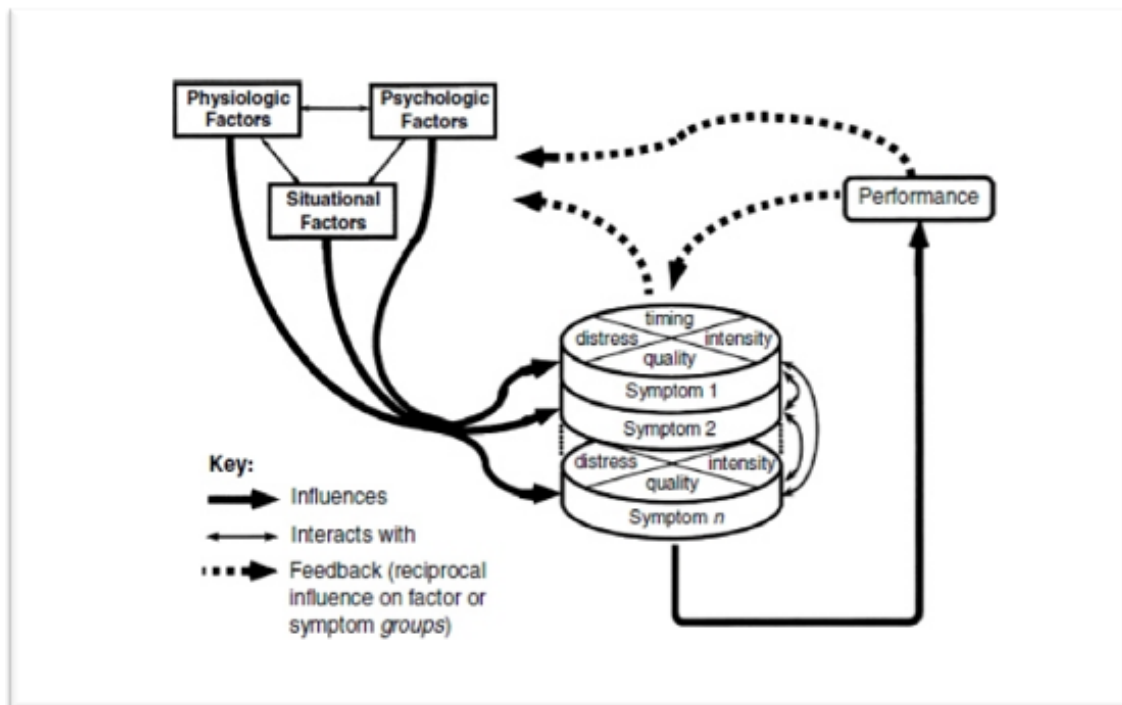 Physiologic
Factors
Psychologic
Factors
Situational
Factors
Performance
timing
distress
intensity
quality
Symptom 1
Symptom 2
distress
intensity
quality
Symptom n
Key:
Influences
Interacts with
Feedback (reciprocal
influence on factor or
symptom groups)